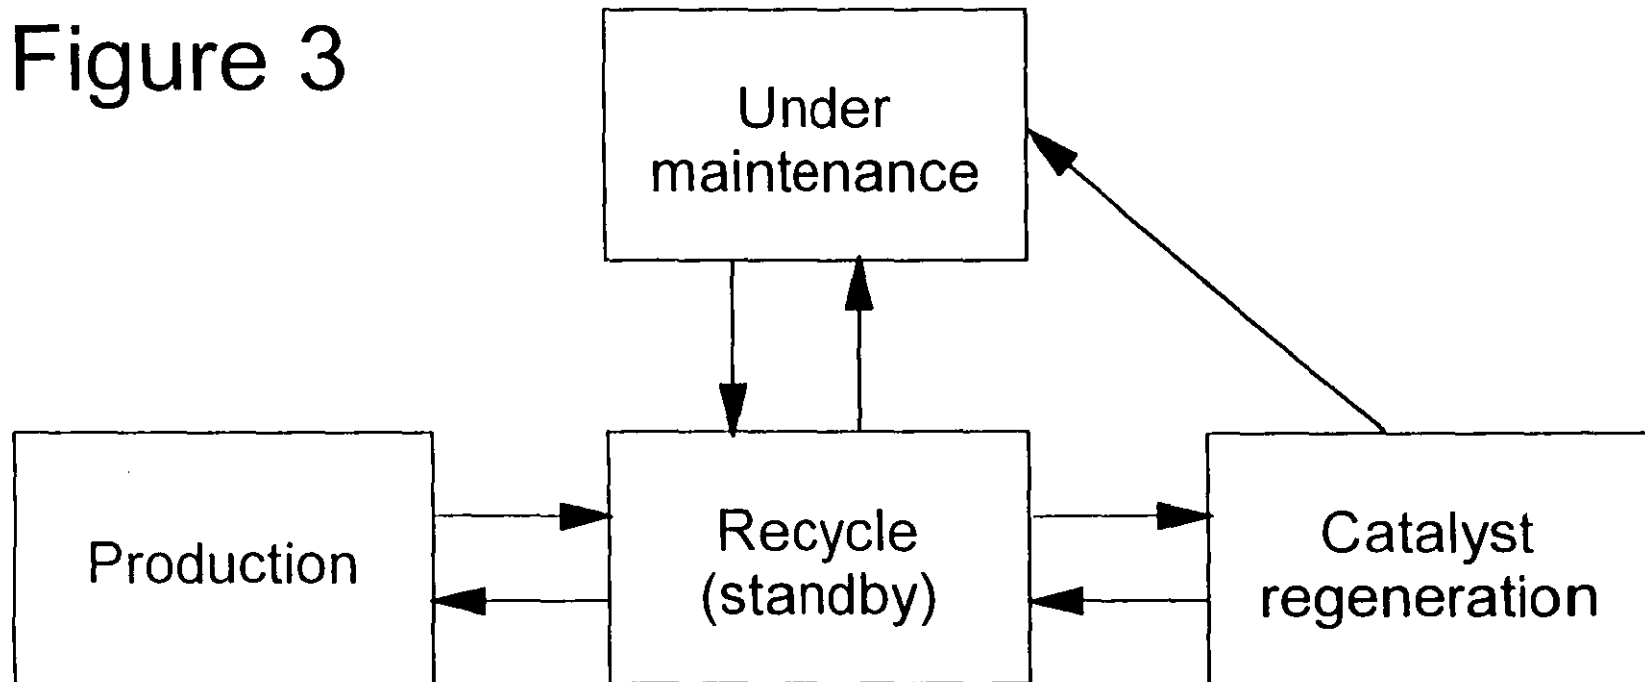 Figure 3
Under
maintenance
Production
Recycle
(standby)
Catalyst
regeneration